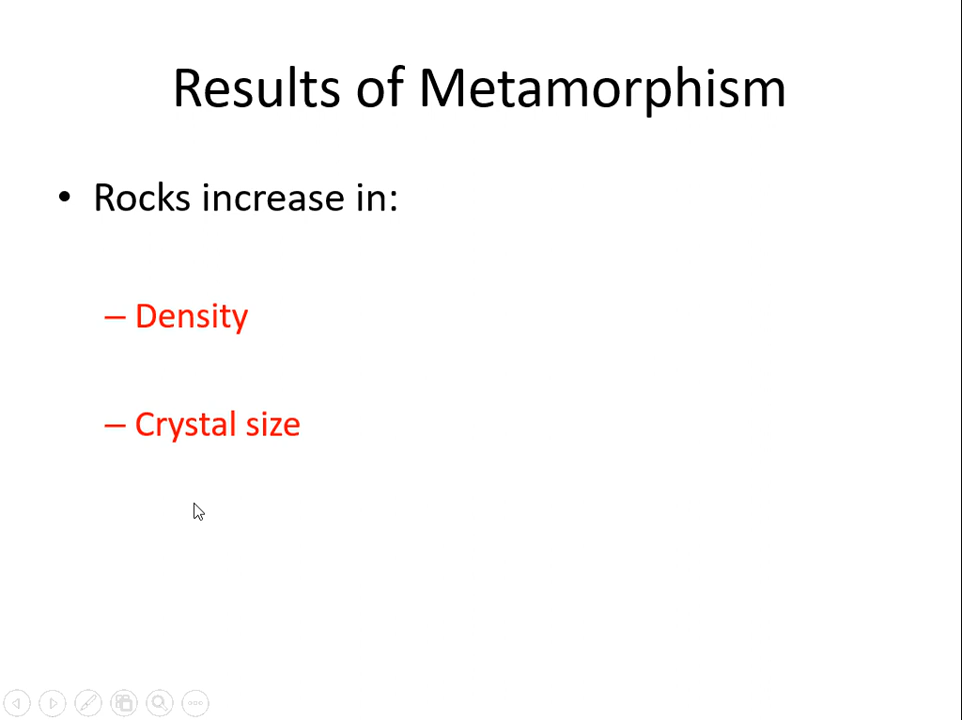 Results of Metamorphism
• Rocks increase in:
– Density
– Crystal size